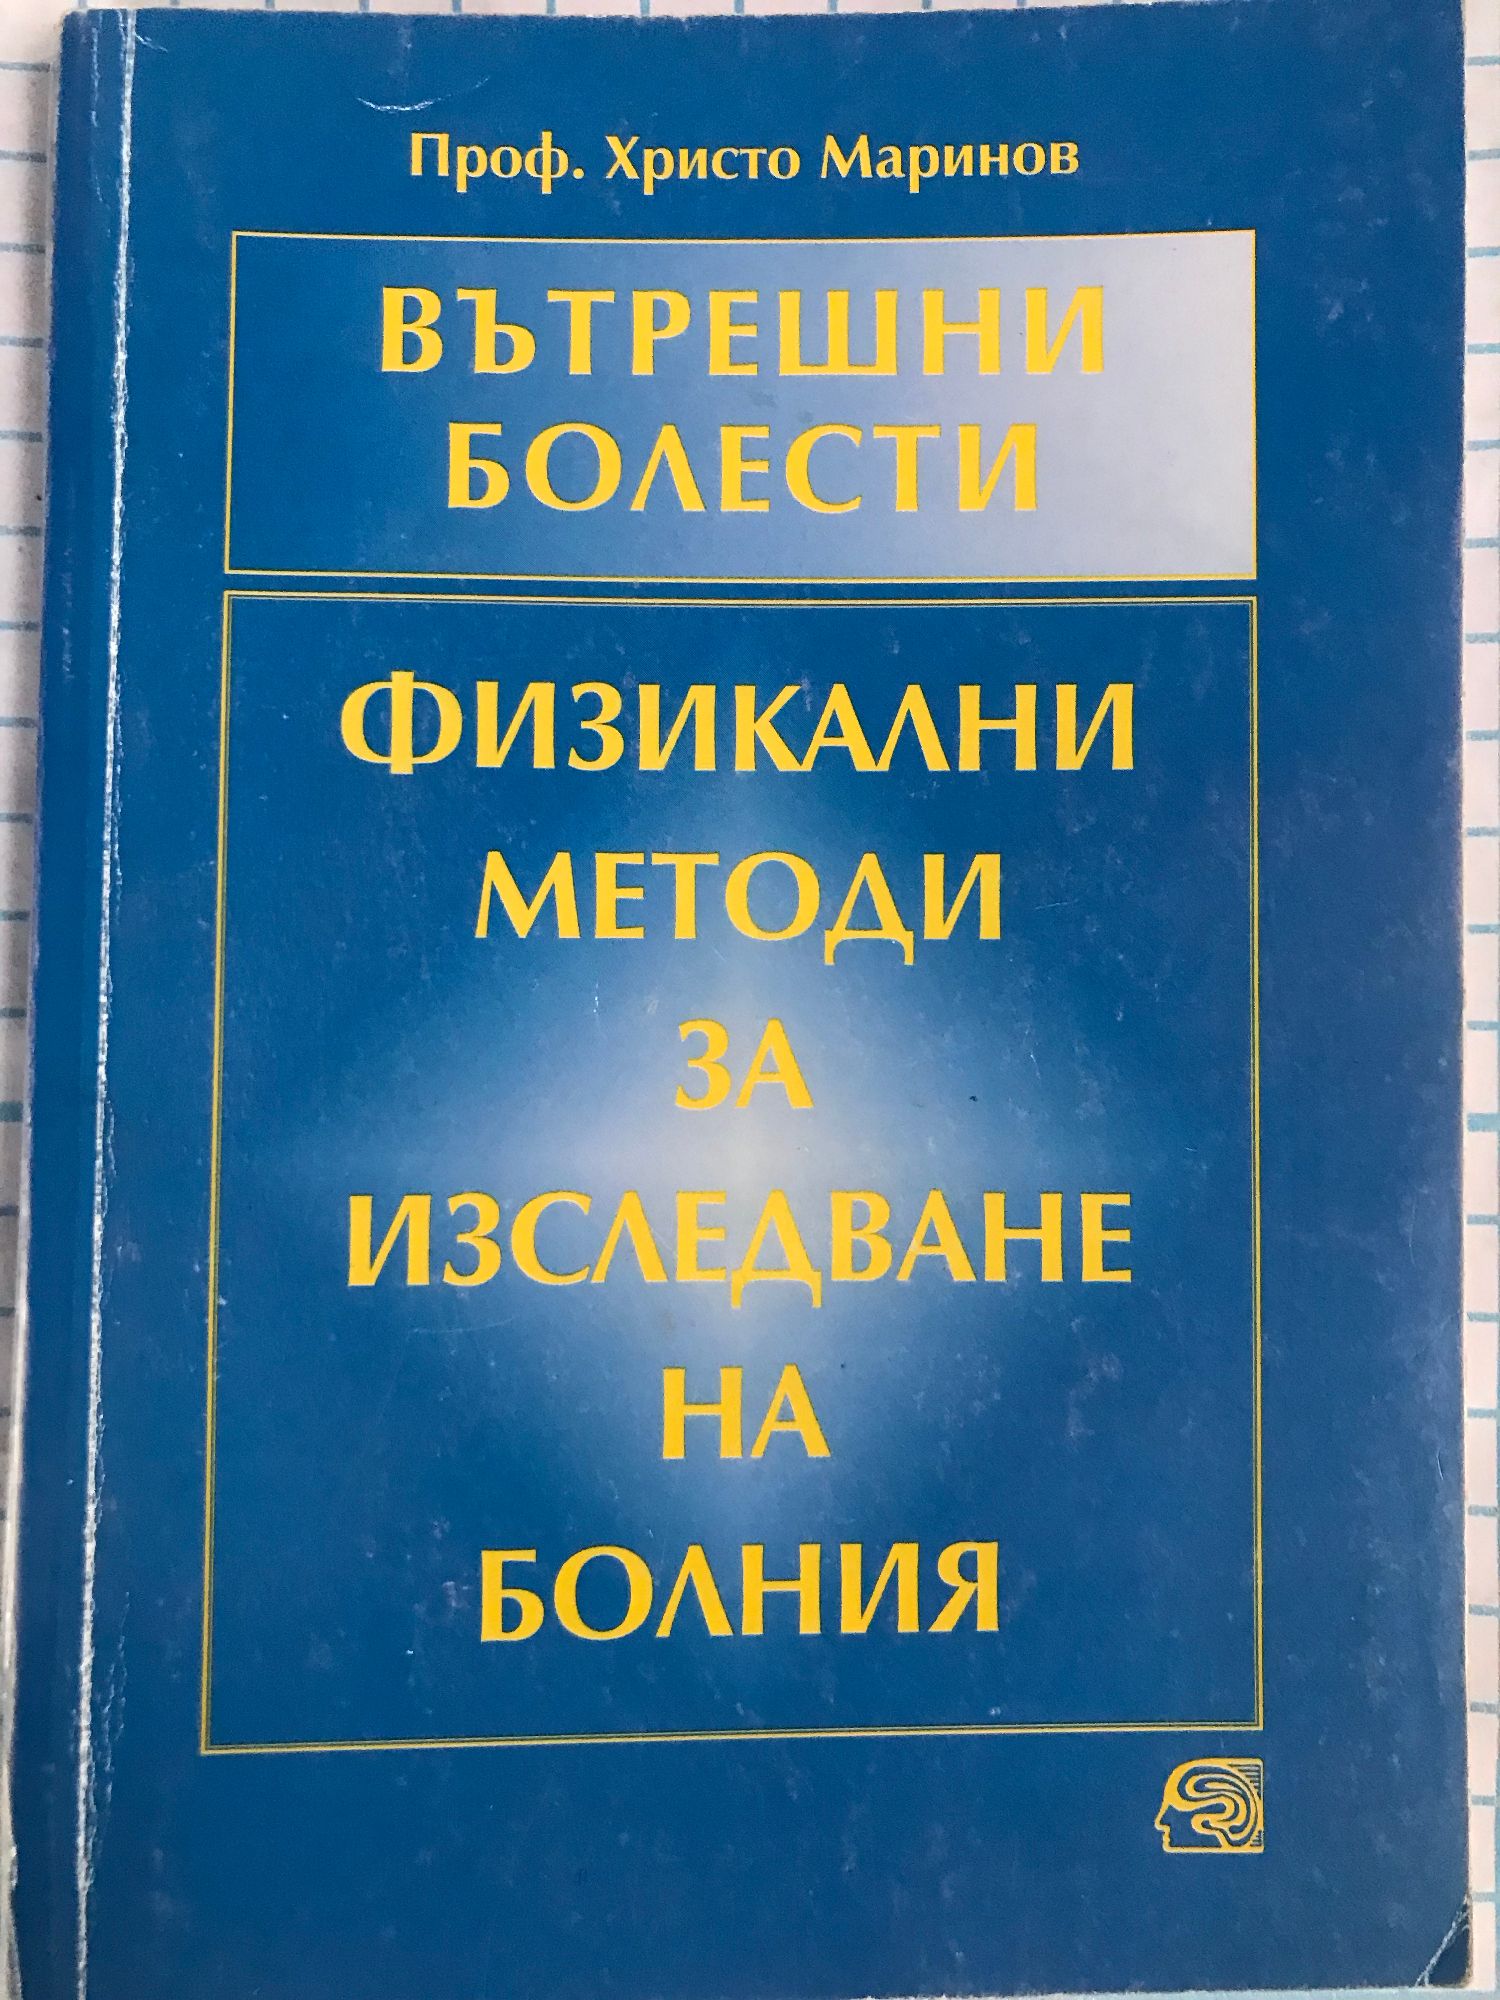 Проф. Христо Маринов
ВЪТРЕШНИ
БОЛЕСТИ
ФИЗИКАЛНИ
МЕТОДИ
ЗА
ИЗСЛЕДВАНЕ
НА
БОЛНИЯ